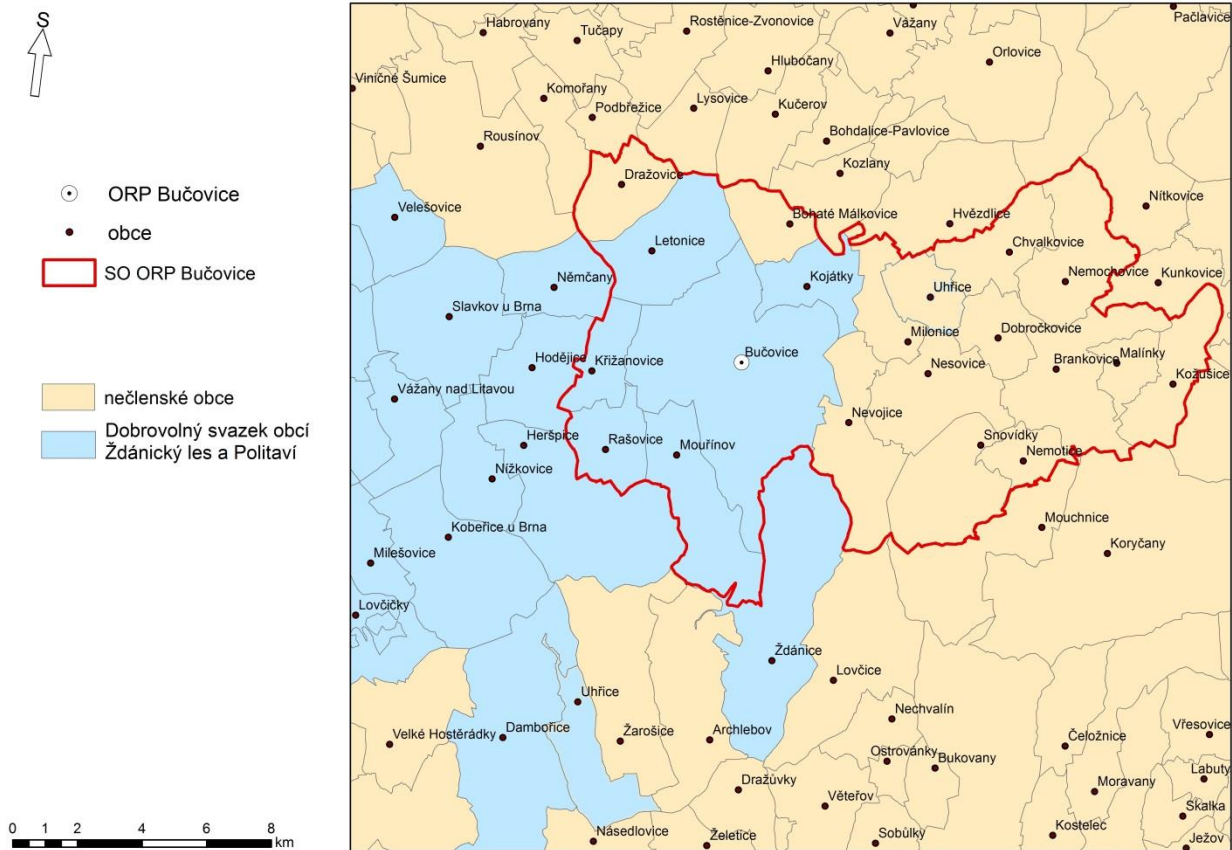 S
ORP Bučovice
obce
SO ORP Bučovice
nečlenské obce
Dobrovolný svazek obcí
Ždánický les a Politaví
0 1 2 4 6 8
km
Habrovany
Tučapy
Rostěnice-Zvonovice
Vážany
Pačlavice
Orlovice
Hlubočany
Viničné Šumice
Komořany
Lysovice
Kučerov
Podbřežice
Rousínov
Bohdalice-Pavlovice
Kozlany
Dražovice
Nítkovice
Velešovice
Bohaté Málkovice
Hvězdlice
Letonice
Chvalkovice
Němčany
Kojátky
Nemochovice
Kunkovice
Uhřice
Slavkov u Brna
Milonice
Dobročkovice
Bučovice
Hodějice
Křižanovice
Nesovice
Brankovice
Malínky
Kožušice
Vážany nad Litavou
Nevojice
Heršpice
Rašovice
Mouřínov
Snovídky
Nemotice
Nížkovice
Kobeřice u Brna
Mouchnice
Koryčany
Milešovice
Lovčičky
Ždánice
Lovčice
Uhřice
Nechvalín
Velké Hostěrádky
Dambořice
Žarošice
Archlebov
Čeložnice
Vřesovice
Ostrovánky
Bukovany
Dražůvky
Moravany
Labuty
Věteřov
Skalka
Násedlovice
Želetice
Sobůlky
Kostelec
Ježov